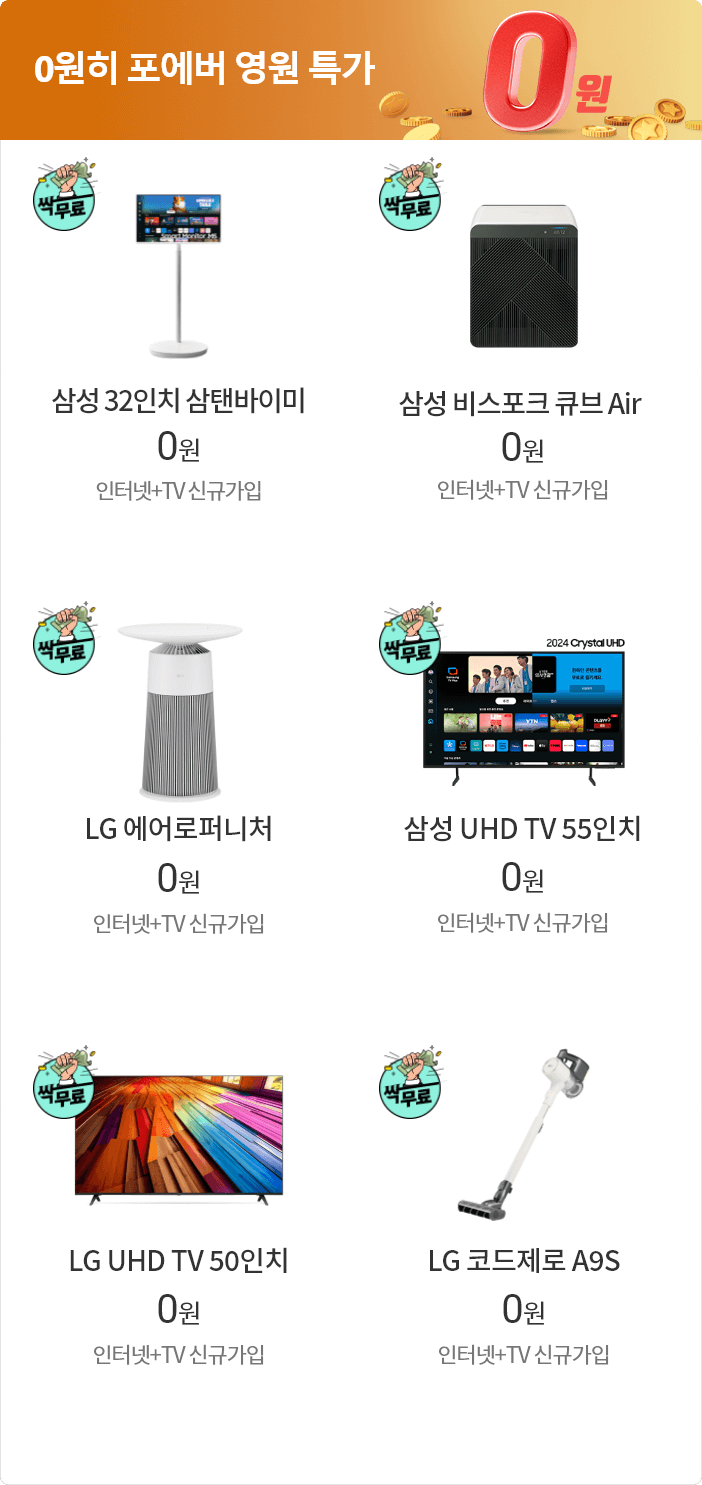 0원히 포에버 영원 특가
0원
싹무료
싹무료
Smart Monitor M5
삼성 32인치 삼탠바이미
삼성 비스포크 큐브 Air
0원
0원
인터넷+TV 신규가입
인터넷+TV 신규가입
싹무료
싹무료
2024 Crystal UHD
YTN
LG 에어로퍼니처
삼성 UHD TV 55인치
0원
0원
인터넷+TV 신규가입
인터넷+TV 신규가입
싹무료
싹무료
LG UHD TV 50인치
LG 코드제로 A9S
0원
0원
인터넷+TV 신규가입
인터넷+TV 신규가입